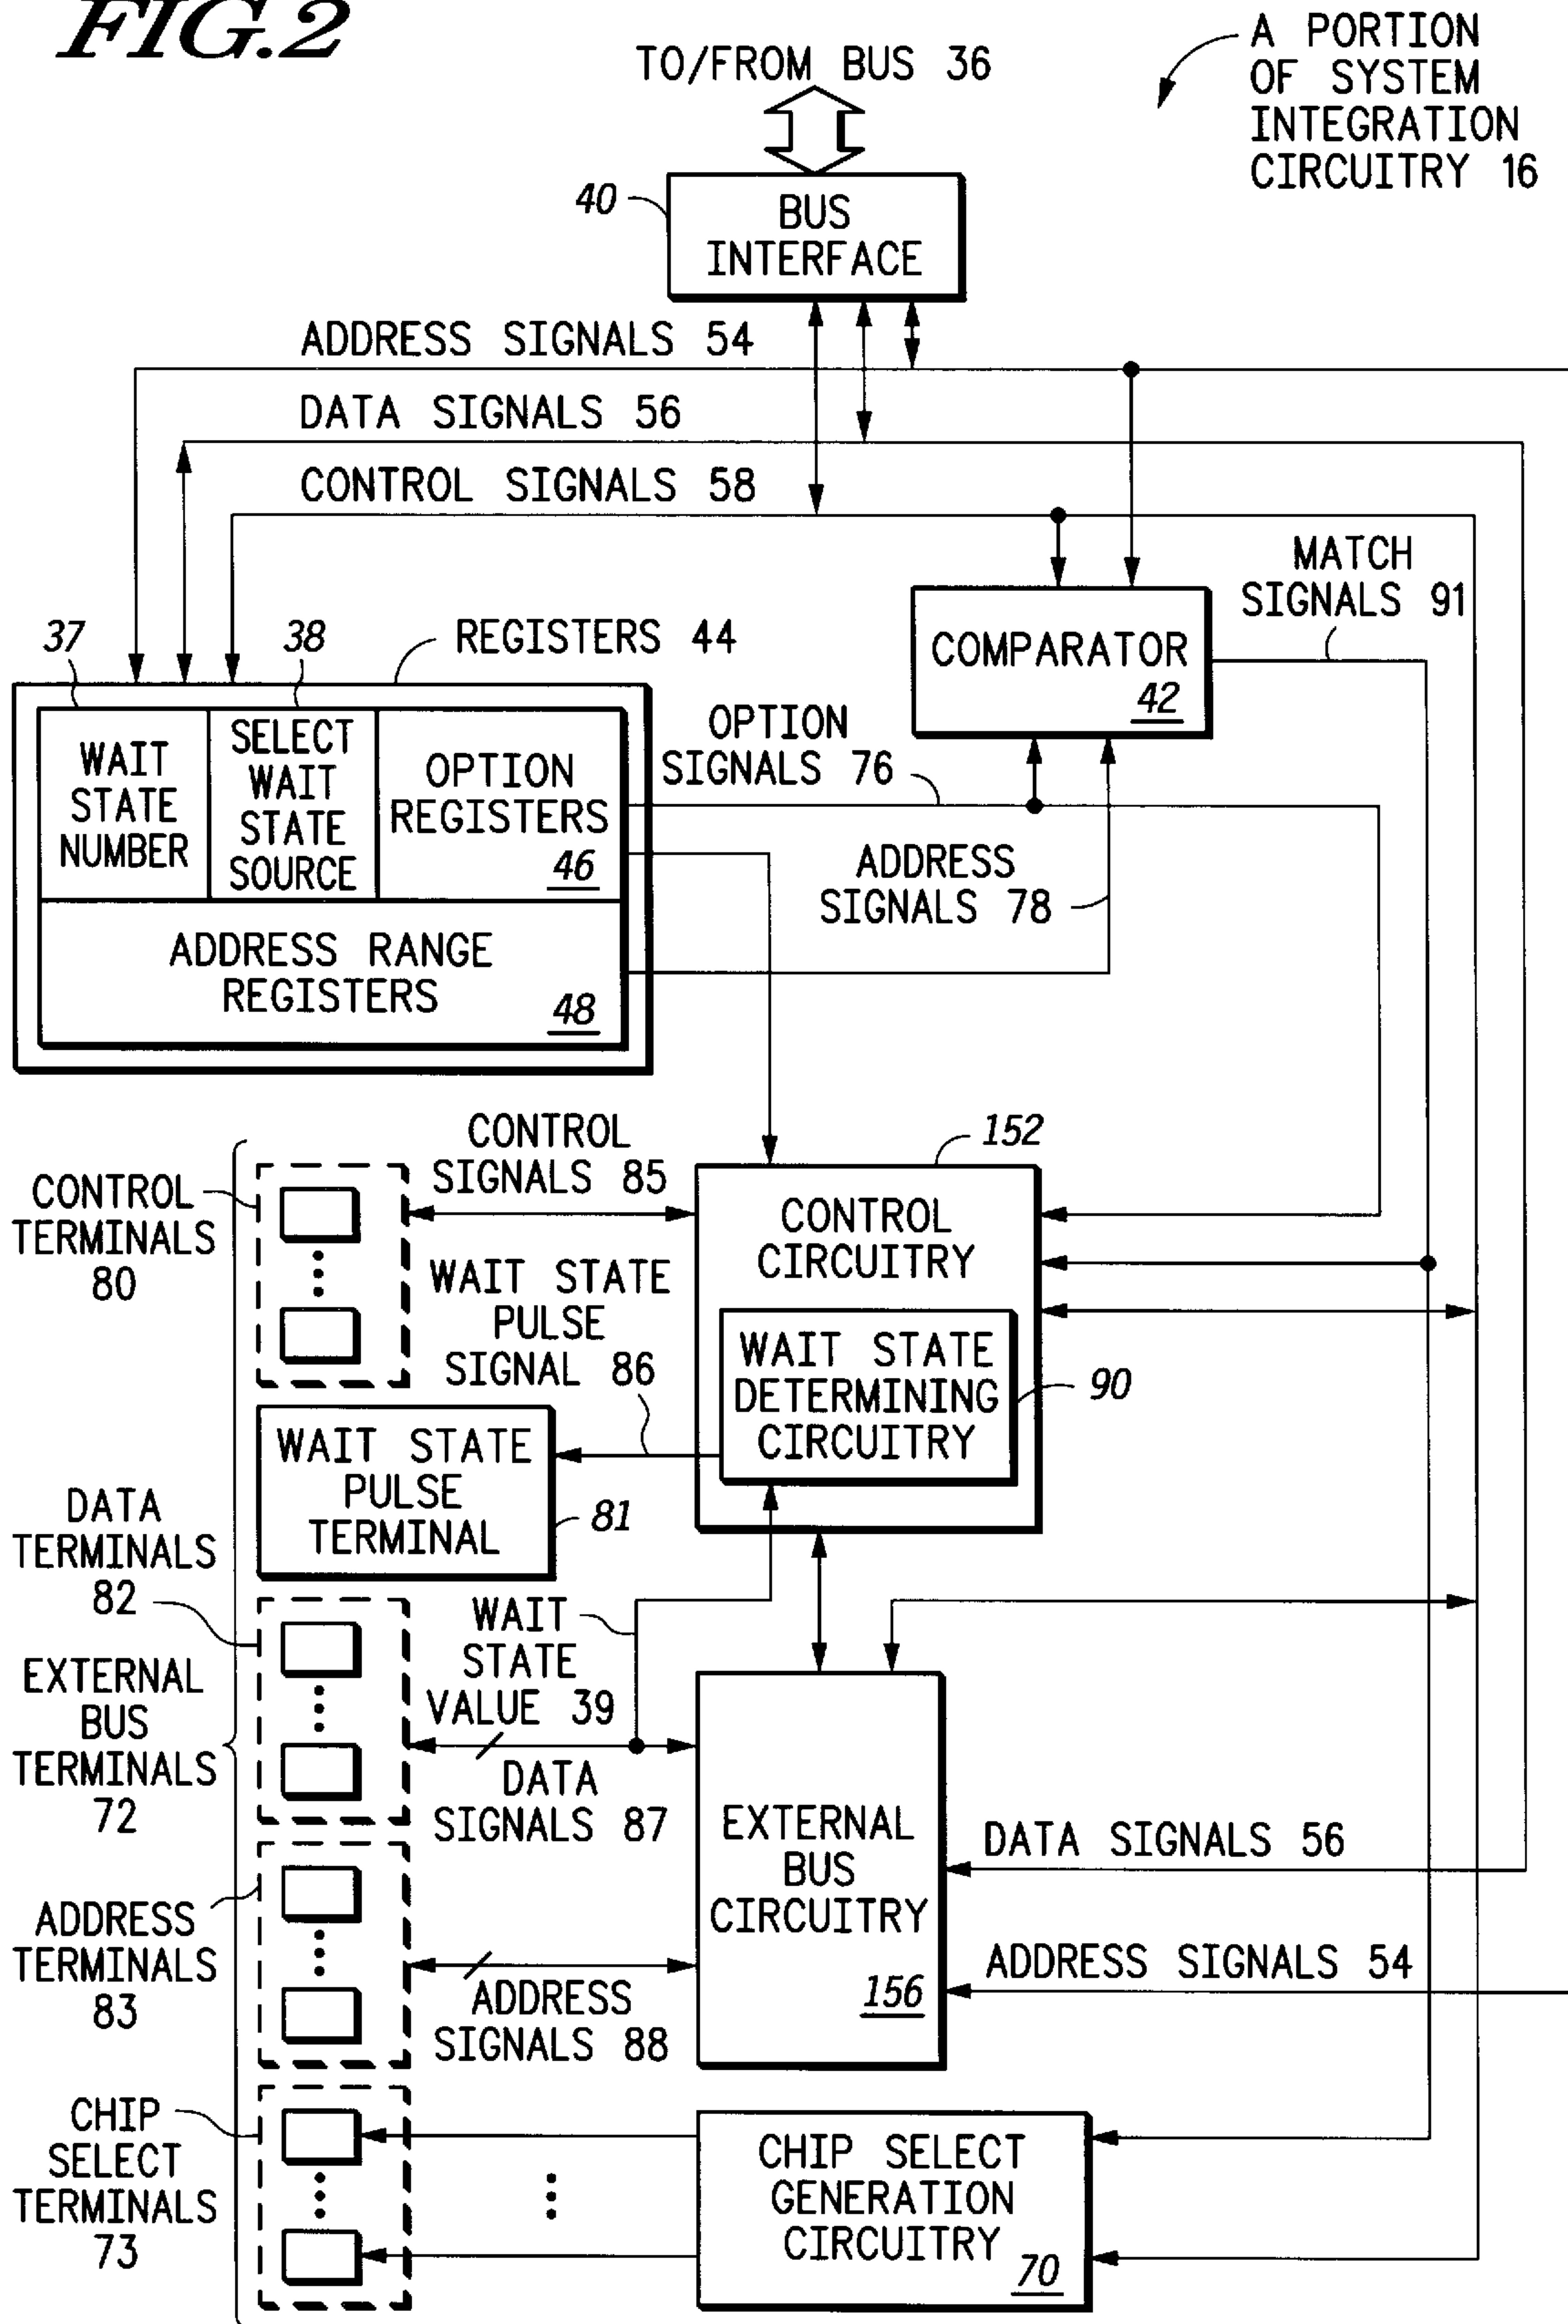 FIG.2
TO/FROM BUS 36
A PORTION
OF SYSTEM
INTEGRATION
CIRCUITRY 16
40
BUS
INTERFACE
ADDRESS SIGNALS 54
DATA SIGNALS 56
CONTROL SIGNALS 58
MATCH
SIGNALS 91
37
38
REGISTERS 44
COMPARATOR
42
WAIT
STATE
NUMBER
SELECT
WAIT
STATE
SOURCE
OPTION
REGISTERS
46
OPTION
SIGNALS 76
ADDRESS
SIGNALS 78
ADDRESS RANGE
REGISTERS
48
CONTROL
SIGNALS 85
152
CONTROL
TERMINALS
80
CONTROL
CIRCUITRY
WAIT STATE
PULSE
SIGNAL 86
WAIT STATE
DETERMINING
CIRCUITRY
90
WAIT STATE
PULSE
TERMINAL
81
DATA
TERMINALS
82
WAIT
STATE
VALUE 39
EXTERNAL
BUS
TERMINALS
72
DATA
SIGNALS 87
EXTERNAL
BUS
CIRCUITRY
156
DATA SIGNALS 56
ADDRESS
TERMINALS
83
ADDRESS SIGNALS 54
ADDRESS
SIGNALS 88
CHIP
SELECT
TERMINALS
73
CHIP SELECT
GENERATION
CIRCUITRY
70